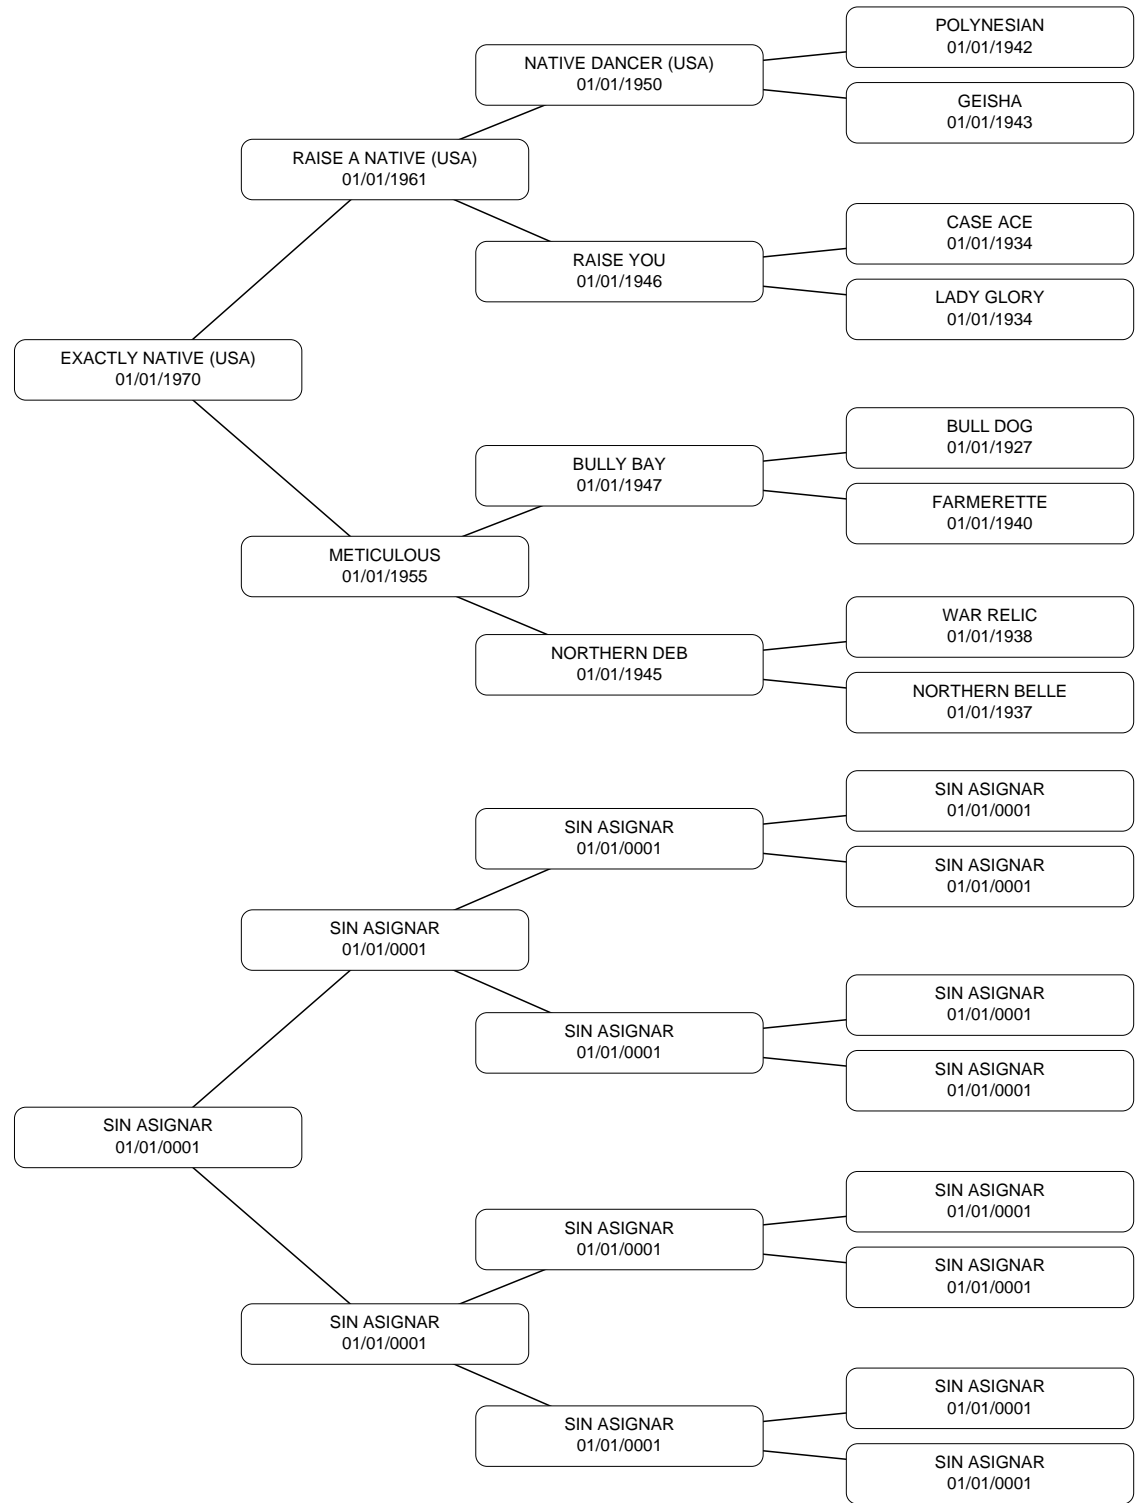 POLYNESIAN
01/01/1942
NATIVE DANCER (USA)
01/01/1950
GEISHA
01/01/1943
RAISE A NATIVE (USA)
01/01/1961
CASE ACE
01/01/1934
RAISE YOU
01/01/1946
LADY GLORY
01/01/1934
EXACTLY NATIVE (USA)
01/01/1970
BULL DOG
01/01/1927
BULLY BAY
01/01/1947
FARMERETTE
01/01/1940
METICULOUS
01/01/1955
WAR RELIC
01/01/1938
NORTHERN DEB
01/01/1945
NORTHERN BELLE
01/01/1937
SIN ASIGNAR
01/01/0001
SIN ASIGNAR
01/01/0001
SIN ASIGNAR
01/01/0001
SIN ASIGNAR
01/01/0001
SIN ASIGNAR
01/01/0001
SIN ASIGNAR
01/01/0001
SIN ASIGNAR
01/01/0001
SIN ASIGNAR
01/01/0001
SIN ASIGNAR
01/01/0001
SIN ASIGNAR
01/01/0001
SIN ASIGNAR
01/01/0001
SIN ASIGNAR
01/01/0001
SIN ASIGNAR
01/01/0001
SIN ASIGNAR
01/01/0001
SIN ASIGNAR
01/01/0001